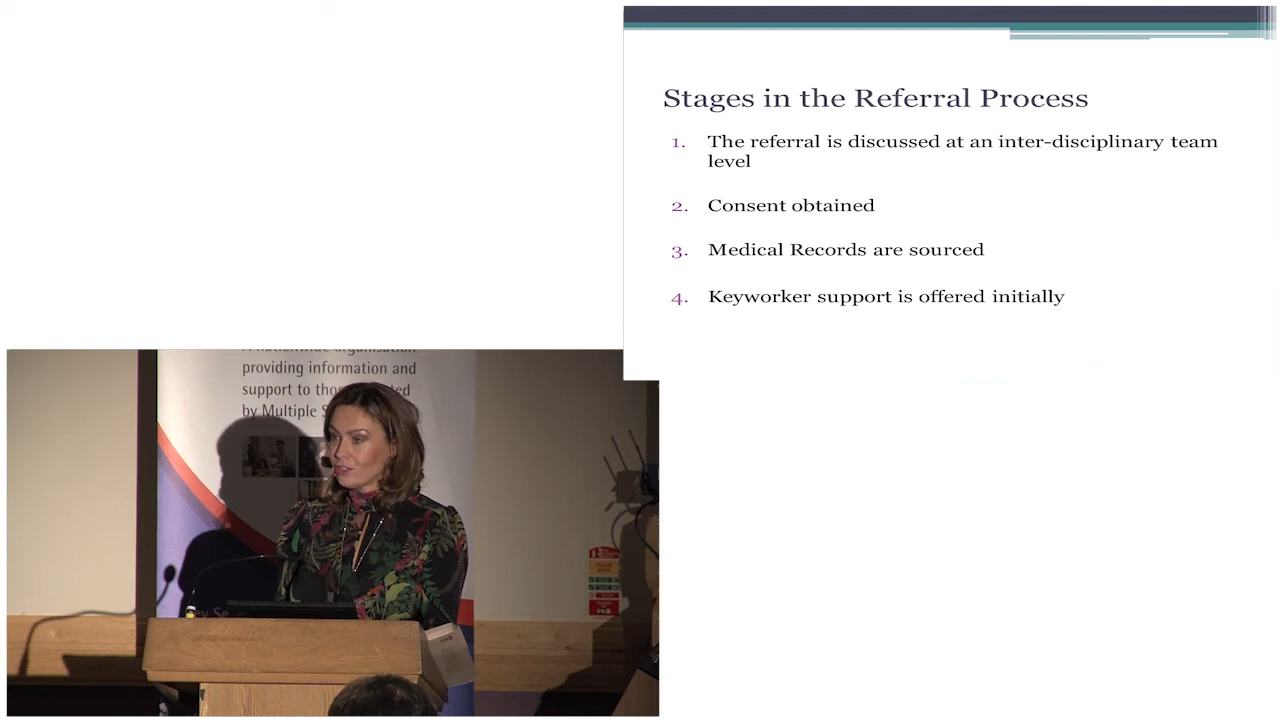 Stages in the Referral Process
1. The referral is discussed at an inter-disciplinary team
level
2. Consent obtained
3. Medical Records are sourced
4. Keyworker support is offered initially
providing information and
support to those
by Multiple